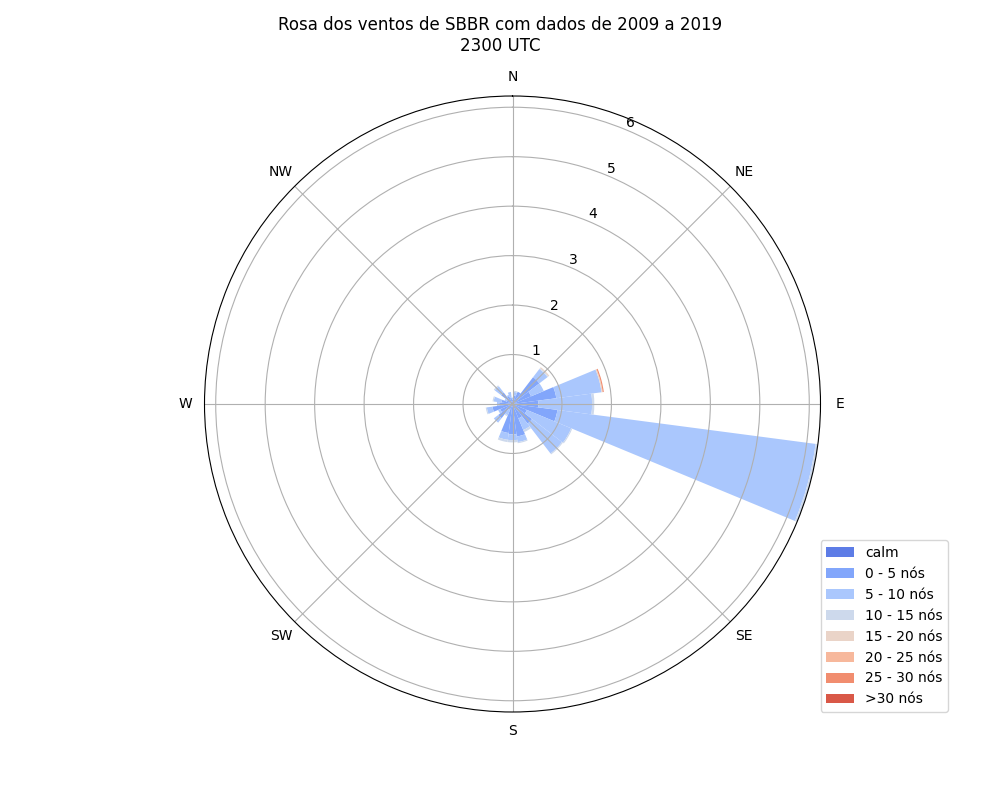 Rosa dos ventos de SBBR com dados de 2009 a 2019
2300 UTC
N
NW
NE
6
5
4
3
2
1
W
E
SW
SE
S
calm
0 - 5 nós
5 - 10 nós
10 - 15 nós
15 - 20 nós
20 - 25 nós
25 - 30 nós
>30 nós